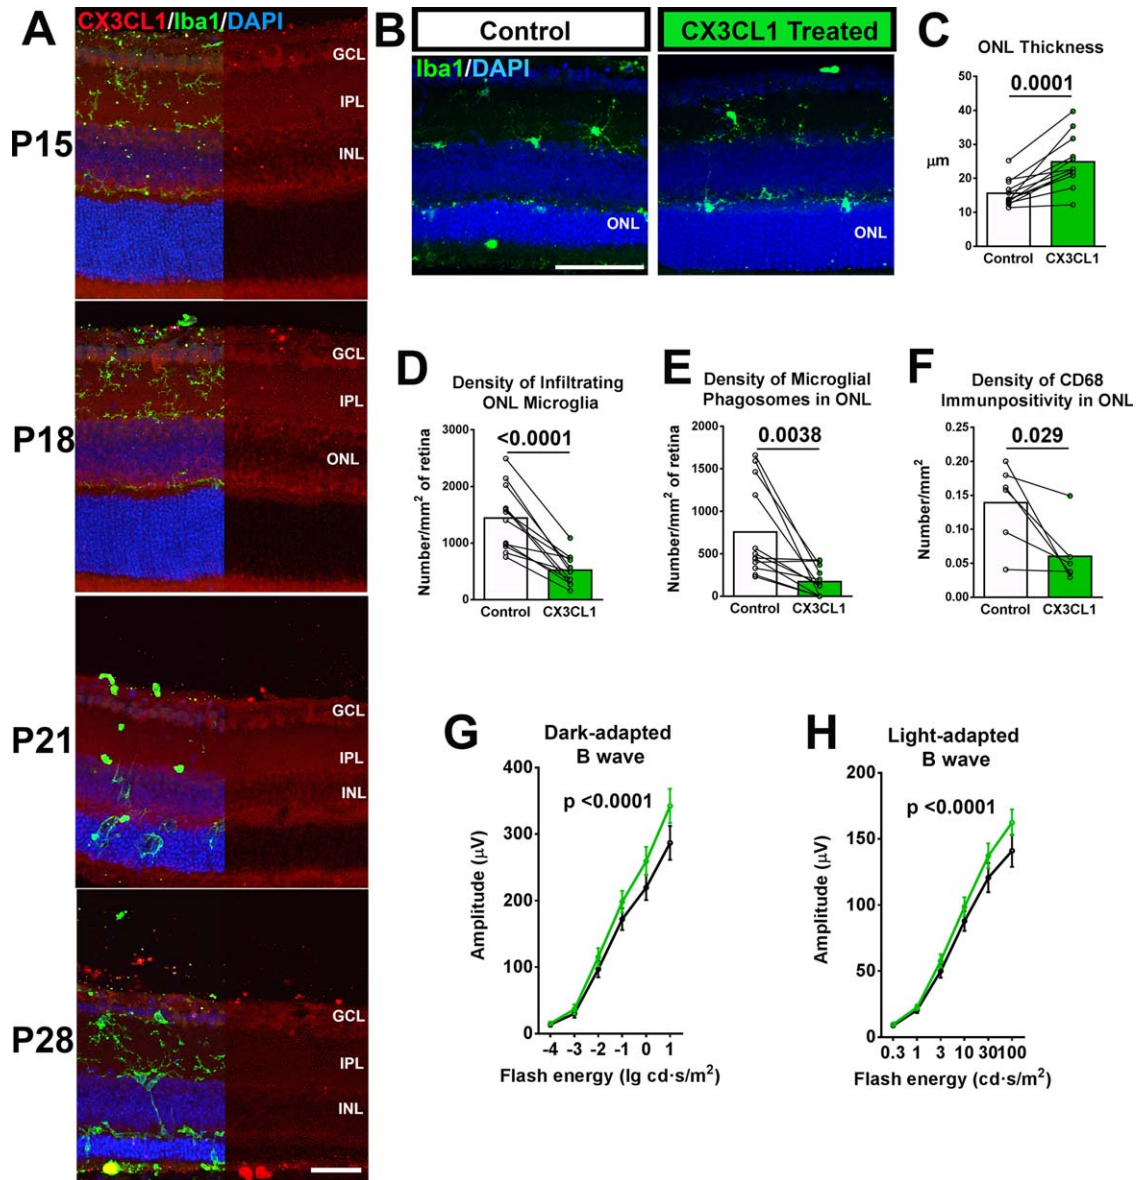 A
CX3CL1/Iba1/DAPI
P15
GCL
IPL
INL
P18
GCL
IPL
ONL
P21
GCL
IPL
INL
P28
GCL
IPL
INL
B
Control
CX3CL1 Treated
Iba1/DAPI
ONL
ONL
C
ONL Thickness
0.0001
µm
50
40
30
20
10
0
Control CX3CL1
D
Density of Infiltrating
ONL Microglia
<0.0001
Number/mm² of retina
3000
2000
1000
0
Control CX3CL1
E
Density of Microglial
Phagosomes in ONL
0.0038
Number/mm² of retina
2000
1500
1000
500
0
Control CX3CL1
F
Density of CD68
Immunpositivity in ONL
0.029
Number/mm²
0.25
0.20
0.15
0.10
0.05
0.00
Control CX3CL1
G
Dark-adapted
B wave
p <0.0001
Amplitude (µV)
400
300
200
100
0
-4 -3 -2 -1 0 1
Flash energy (lg cd·s/m²)
H
Light-adapted
B wave
p <0.0001
Amplitude (µV)
200
150
100
50
0
0.3 1 3 10 30 100
Flash energy (cd·s/m²)